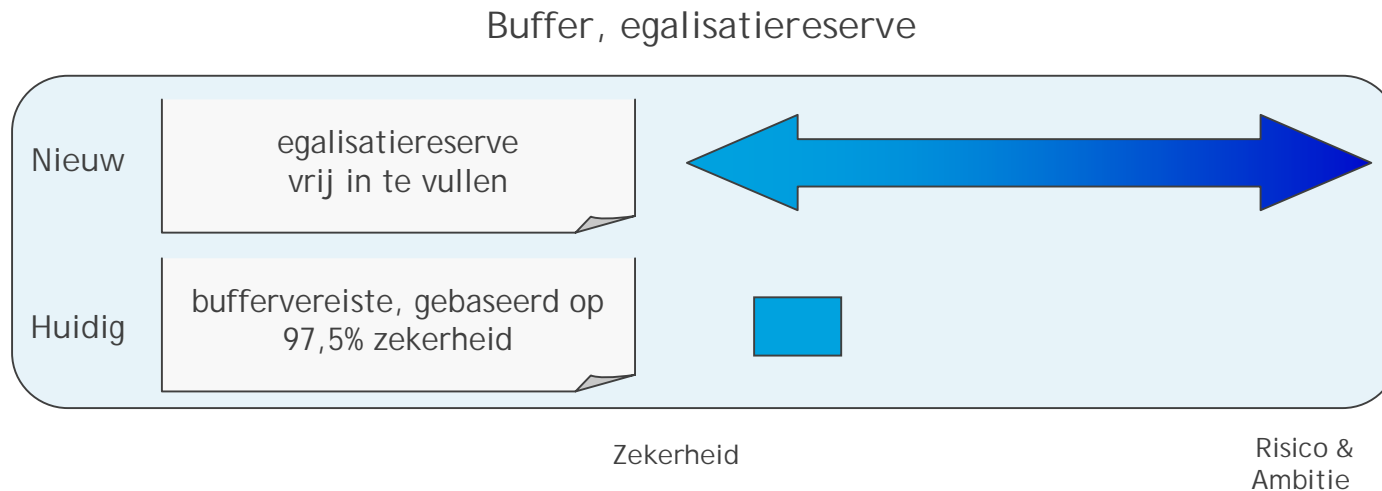 Buffer, egalisatiereserve
Nieuw
egalisatiereserve
vrij in te vullen
Huidig
buffervereiste, gebaseerd op
97,5% zekerheid
Zekerheid
Risico &
Ambitie